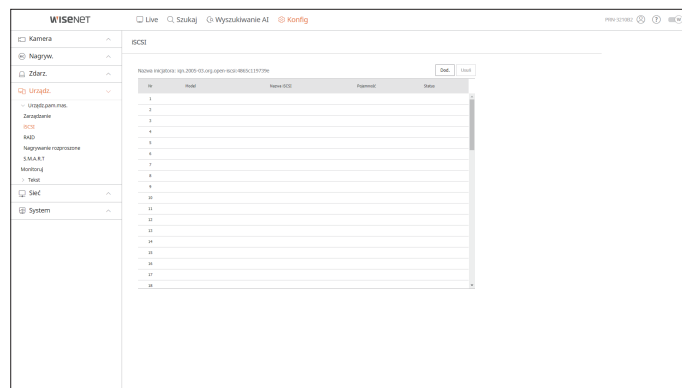 WISENET
Live Szukaj Wyszukiwanie AI Konfig
Kamera
Nagryw.
Zdarz.
Urządz.
Urządz.pam.mas.
Zarządzanie
iSCSI
RAID
Nagrywanie rozproszone
S.M.A.R.T
Monitoruj
Tekst
Sieć
System
iSCSI
Nazwa inicjatora: iqn.2005-03.org.open-iscsi:4865c119739e
Dod. Usuń
Nr Model Nazwa iSCSI Pojemność Status
1
2
3
4
5
6
7
8
9
10
11
12
13
14
15
16
17
18